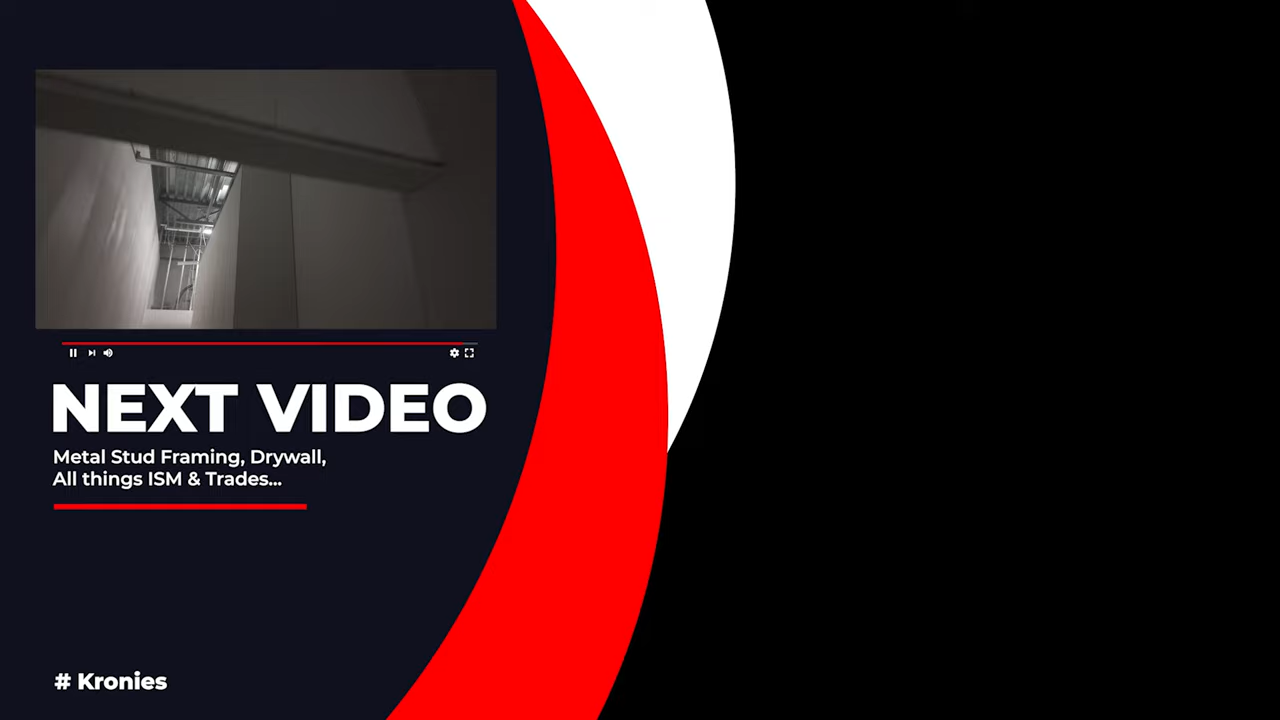 NEXT VIDEO
Metal Stud Framing, Drywall,
All things ISM & Trades...
# Kronies